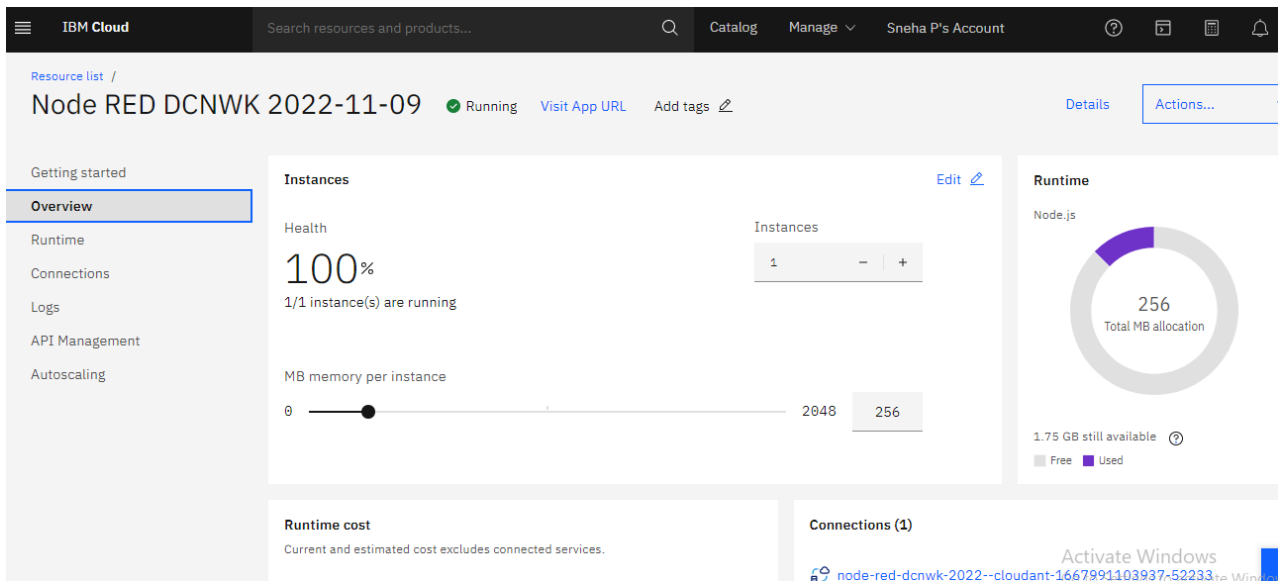 IBM Cloud
Search resources and products...
Catalog
Manage
Sneha P's Account
Resource list /
Node RED DCNWK 2022-11-09
Running
Visit App URL
Add tags
Details
Actions...
Getting started
Overview
Runtime
Connections
Logs
API Management
Autoscaling
Instances
Edit
Health
100%
1/1 instance(s) are running
Instances
1
MB memory per instance
0
2048
256
Runtime
Node.js
256
Total MB allocation
1.75 GB still available
Free
Used
Runtime cost
Current and estimated cost excludes connected services.
Connections (1)
node-red-dcnwk-2022--cloudant-1667991103937-52233
Activate Windows